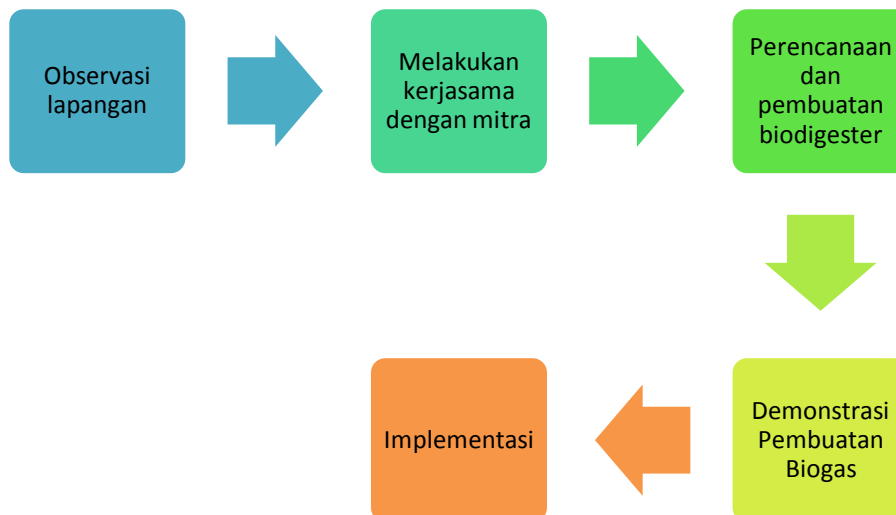 Observasi
lapangan
Melakukan
kerjasama
dengan mitra
Perencanaan
dan
pembuatan
biodigester
Demonstrasi
Pembuatan
Biogas
Implementasi